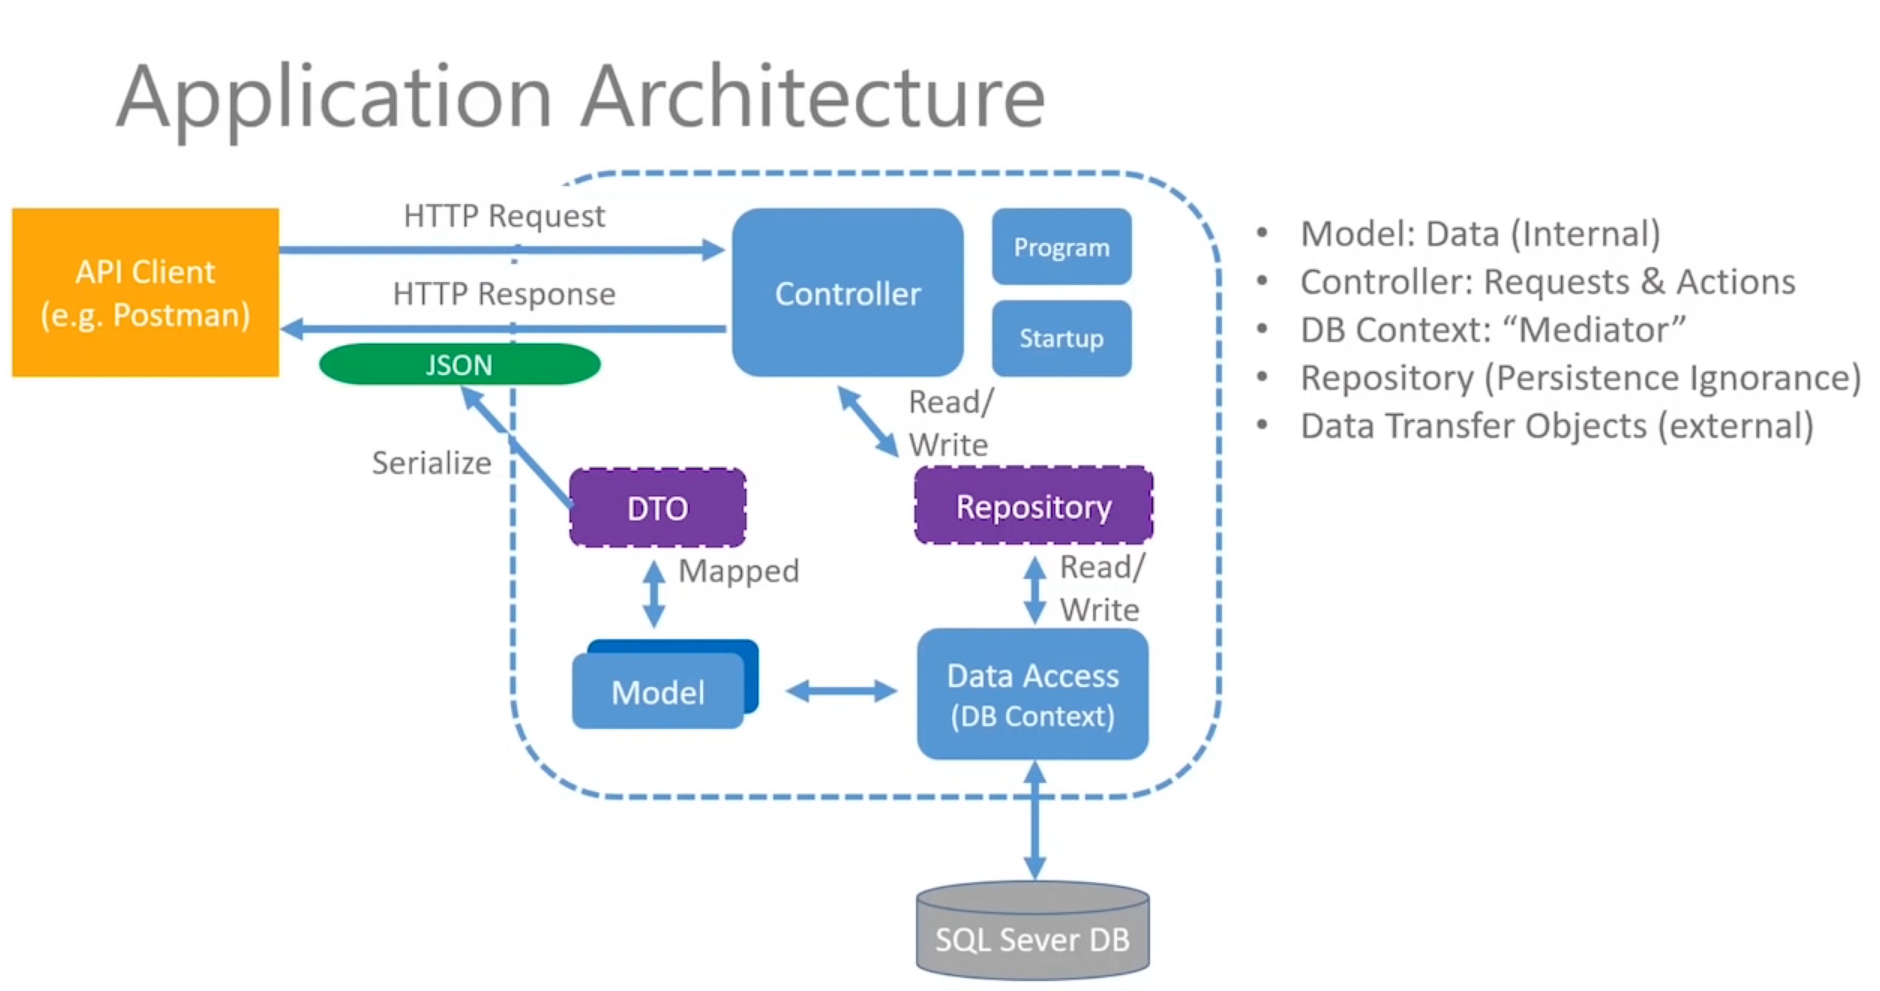 Application Architecture
HTTP Request
API Client
(e.g. Postman)
HTTP Response
JSON
Controller
Program
Startup
Read/
Write
Serialize
DTO
Repository
Mapped
Read/
Write
Model
Data Access
(DB Context)
SQL Sever DB
• Model: Data (Internal)
• Controller: Requests & Actions
• DB Context: “Mediator”
• Repository (Persistence Ignorance)
• Data Transfer Objects (external)